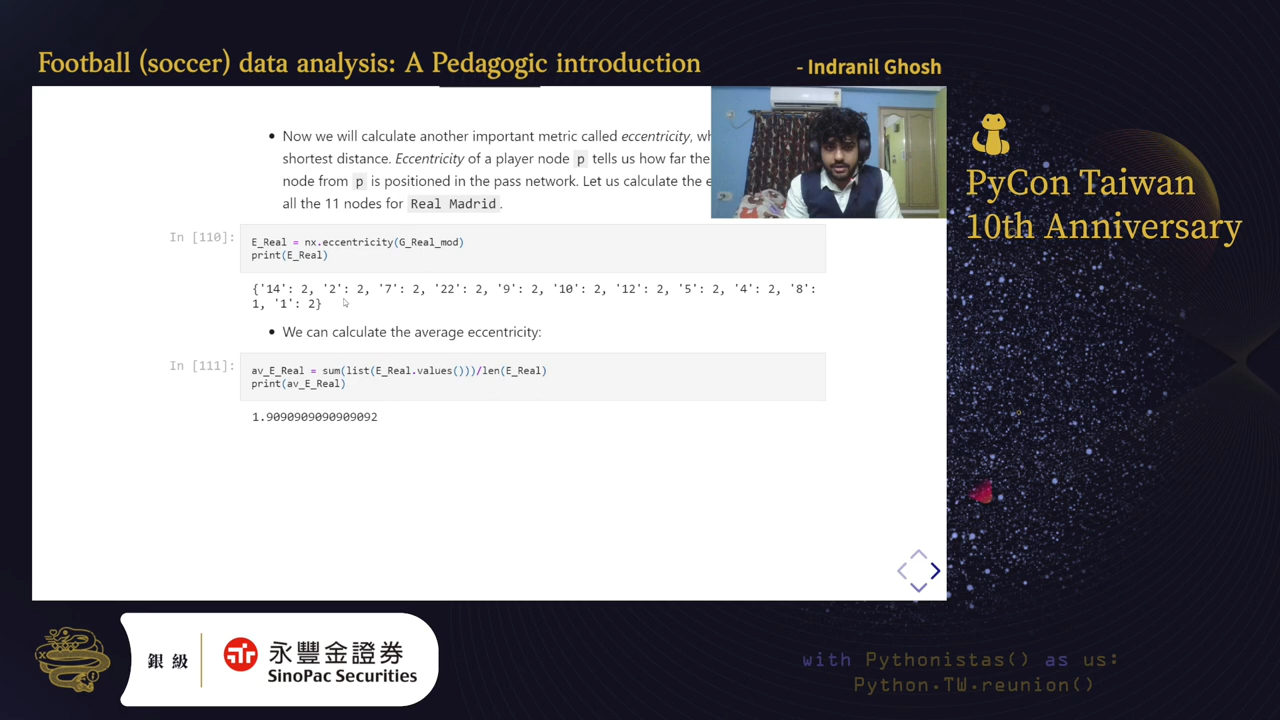 Football (soccer) data analysis: A Pedagogic introduction
- Indranil Ghosh
PyCon Taiwan
10th Anniversary
Now we will calculate another important metric called eccentricity,
shortest distance. Eccentricity of a player node p tells us how far the
node from p is positioned in the pass network. Let us calculate the
all the 11 nodes for Real Madrid.
In [110]:
E_Real = nx.eccentricity(G_Real_mod)
print(E_Real)
{'14': 2, '2': 2, '7': 2, '22': 2, '9': 2, '10': 2, '12': 2, '5': 2, '4': 2, '8':
1, '1': 2}
We can calculate the average eccentricity:
In [111]:
av_E_Real = sum(list(E_Real.values()))/len(E_Real)
print(av_E_Real)
1.9090909090909092
銀級
永豐金證券
SinoPac Securities
with Pythonistas() as us:
Python.TW.reunion()